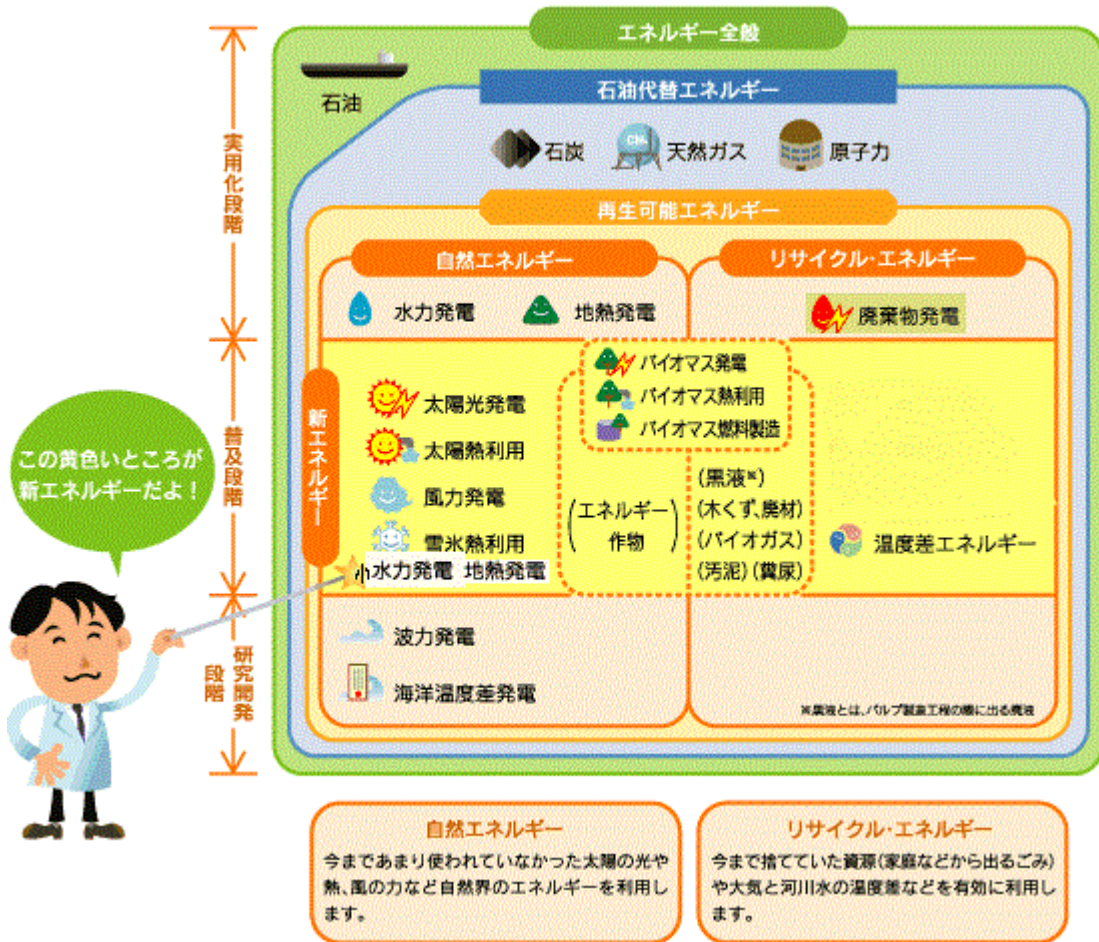 エネルギー全般
石油
石油代替エネルギー
石炭
天然ガス
原子力
再生可能エネルギー
自然エネルギー
リサイクル・エネルギー
実用化段階
水力発電
地熱発電
廃棄物発電
普及段階
新エネルギー
太陽光発電
太陽熱利用
風力発電
雪氷熱利用
小水力発電 地熱発電
バイオマス発電
バイオマス熱利用
バイオマス燃料製造
(エネルギー
作物)
(黒液※)
(木くず、廃材)
(バイオガス)
(汚泥)(糞尿)
温度差エネルギー
この黄色いところが
新エネルギーだよ!
研究開発
段階
波力発電
海洋温度差発電
※黒液とは、パルプ製造工程の際に出る廃液
自然エネルギー
今まであまり使われていなかった太陽の光や
熱、風の力など自然界のエネルギーを利用し
ます。
リサイクル・エネルギー
今まで捨てていた資源(家庭などから出るごみ)
や大気と河川水の温度差などを有効に利用し
ます。